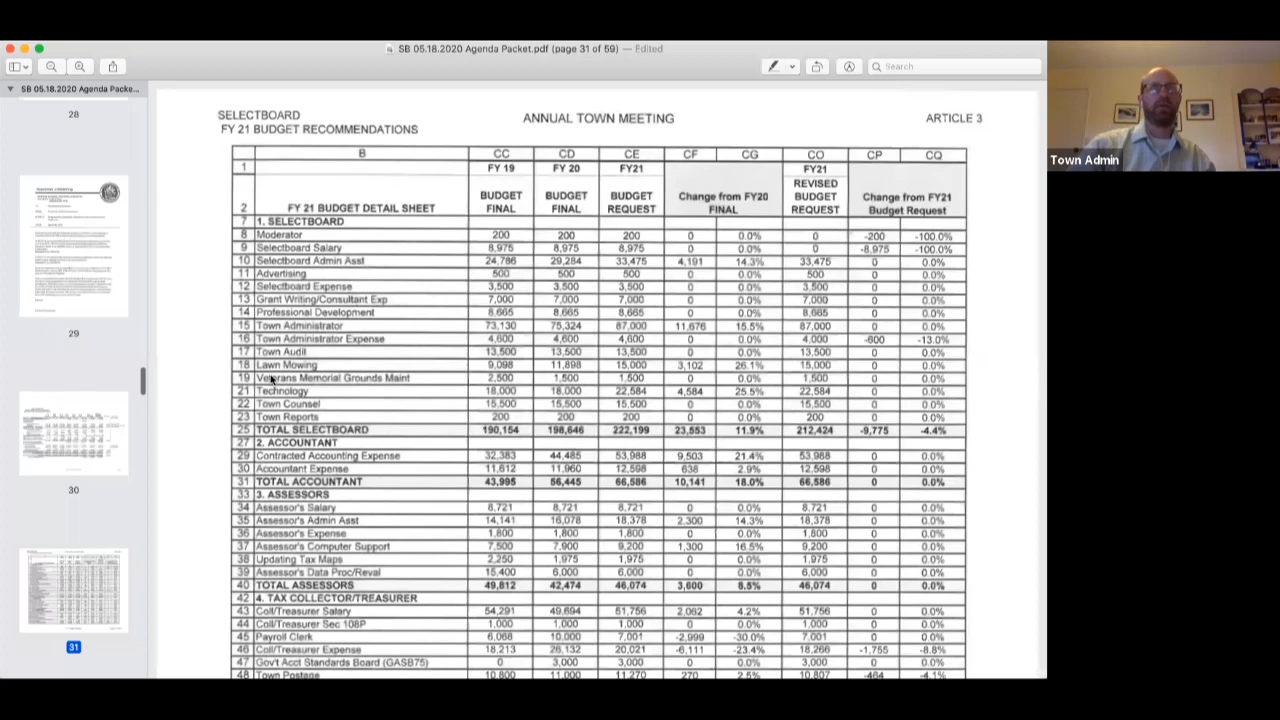 SB 05.18.2020 Agenda Packet.pdf (page 31 of 59) — Edited
Search
SB 05.18.2020 Agenda Packe...
28
29
30
31
Town Admin
SELECTBOARD ANNUAL TOWN MEETING ARTICLE 3
FY 21 BUDGET RECOMMENDATIONS
B CC CD CE CF CG CO CP CQ
1 FY 19 FY 20 FY21 FY21
2 FY 21 BUDGET DETAIL SHEET BUDGET FINAL BUDGET FINAL BUDGET REQUEST Change from FY20 FINAL REVISED BUDGET REQUEST Change from FY21 Budget Request
7 1. SELECTBOARD
8 Moderator 200 200 200 0 0.0% 0 -200 -100.0%
9 Selectboard Salary 8,975 8,975 8,975 0 0.0% 0 -8,975 -100.0%
10 Selectboard Admin Asst 24,786 29,284 33,475 4,191 14.3% 33,475 0 0.0%
11 Advertising 500 500 500 0 0.0% 500 0 0.0%
12 Selectboard Expense 3,500 3,500 3,500 0 0.0% 3,500 0 0.0%
13 Grant Writing/Consultant Exp 7,000 7,000 7,000 0 0.0% 7,000 0 0.0%
14 Professional Development 8,665 8,665 8,665 0 0.0% 8,665 0 0.0%
15 Town Administrator 73,130 75,324 87,000 11,676 15.5% 87,000 0 0.0%
16 Town Administrator Expense 4,600 4,600 4,600 0 0.0% 4,000 -600 -13.0%
17 Town Audit 13,500 13,500 13,500 0 0.0% 13,500 0 0.0%
18 Lawn Mowing 9,098 11,898 15,000 3,102 26.1% 15,000 0 0.0%
19 Veterans Memorial Grounds Maint 2,500 1,500 1,500 0 0.0% 1,500 0 0.0%
21 Technology 18,000 18,000 22,584 4,584 25.5% 22,584 0 0.0%
22 Town Counsel 15,500 15,500 15,500 0 0.0% 15,500 0 0.0%
23 Town Reports 200 200 200 0 0.0% 200 0 0.0%
25 TOTAL SELECTBOARD 190,154 198,646 222,199 23,553 11.9% 212,424 -9,775 -4.4%
27 2. ACCOUNTANT
29 Contracted Accounting Expense 32,383 44,485 53,988 9,503 21.4% 53,988 0 0.0%
30 Accountant Expense 11,612 11,960 12,598 638 2.9% 12,598 0 0.0%
31 TOTAL ACCOUNTANT 43,995 56,445 66,586 10,141 18.0% 66,586 0 0.0%
33 3. ASSESSORS
34 Assessor's Salary 8,721 8,721 8,721 0 0.0% 8,721 0 0.0%
35 Assessor's Admin Asst 14,141 16,078 18,378 2,300 14.3% 18,378 0 0.0%
36 Assessor's Expense 1,800 1,800 1,800 0 0.0% 1,800 0 0.0%
37 Assessor's Computer Support 7,500 7,900 9,200 1,300 16.5% 9,200 0 0.0%
38 Updating Tax Maps 2,250 1,975 1,975 0 0.0% 1,975 0 0.0%
39 Assessor's Data Proc/Reval 15,400 6,000 6,000 0 0.0% 6,000 0 0.0%
40 TOTAL ASSESSORS 49,812 42,474 46,074 3,600 8.5% 46,074 0 0.0%
42 4. TAX COLLECTOR/TREASURER
43 Coll/Treasurer Salary 54,291 49,694 51,756 2,062 4.2% 51,756 0 0.0%
44 Coll/Treasurer Sec 108P 1,000 1,000 1,000 0 0.0% 1,000 0 0.0%
45 Payroll Clerk 6,068 10,000 7,001 -2,999 -30.0% 7,001 0 0.0%
46 Coll/Treasurer Expense 18,213 26,132 20,021 -6,111 -23.4% 18,266 -1,755 -8.8%
47 Gov't Acct Standards Board (GASB75) 0 3,000 3,000 0 0.0% 3,000 0 0.0%
48 Town Postage 10,800 11,000 11,270 270 2.5% 10,807 -464 -4.1%